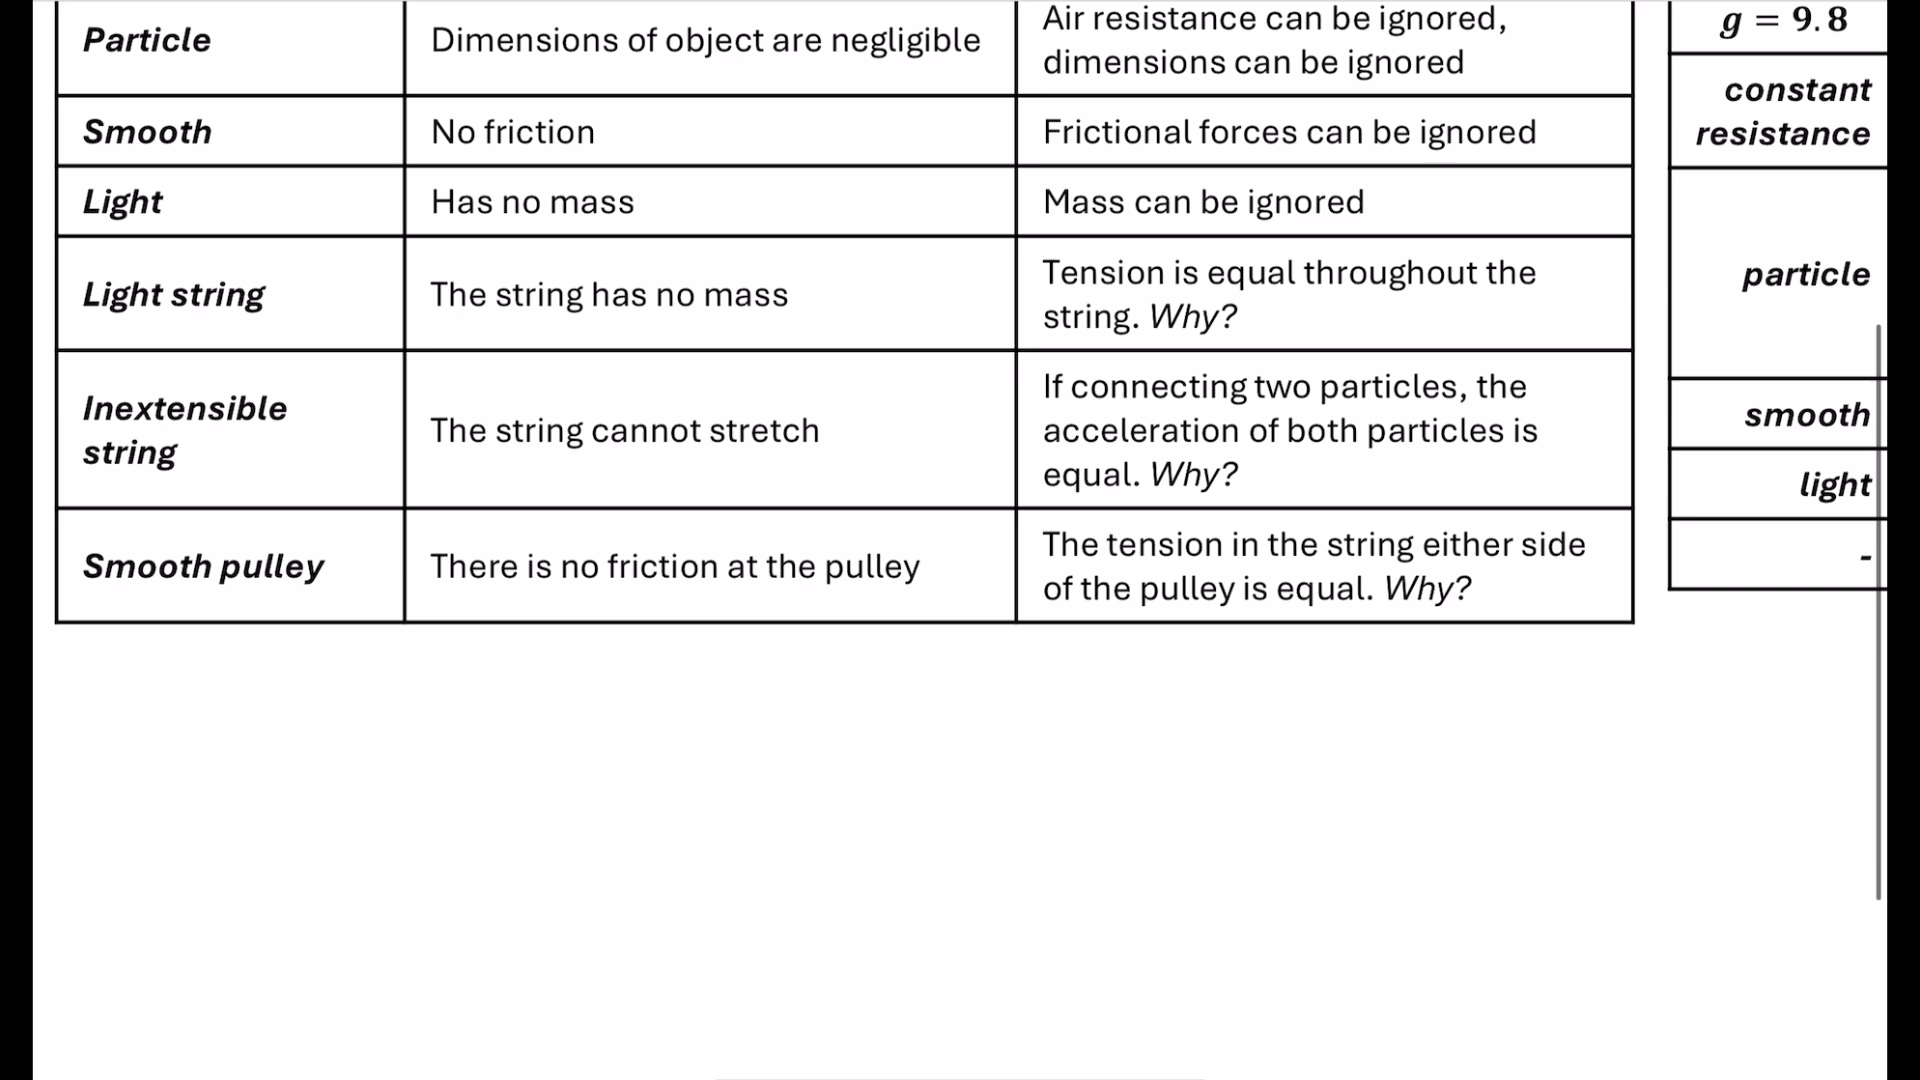 Particle
Dimensions of object are negligible
Air resistance can be ignored,
dimensions can be ignored
Smooth
No friction
Frictional forces can be ignored
Light
Has no mass
Mass can be ignored
Light string
The string has no mass
Tension is equal throughout the
string. Why?
Inextensible
string
The string cannot stretch
If connecting two particles, the
acceleration of both particles is
equal. Why?
Smooth pulley
There is no friction at the pulley
The tension in the string either side
of the pulley is equal. Why?
g = 9.8
constant
resistance
particle
smooth
light
-